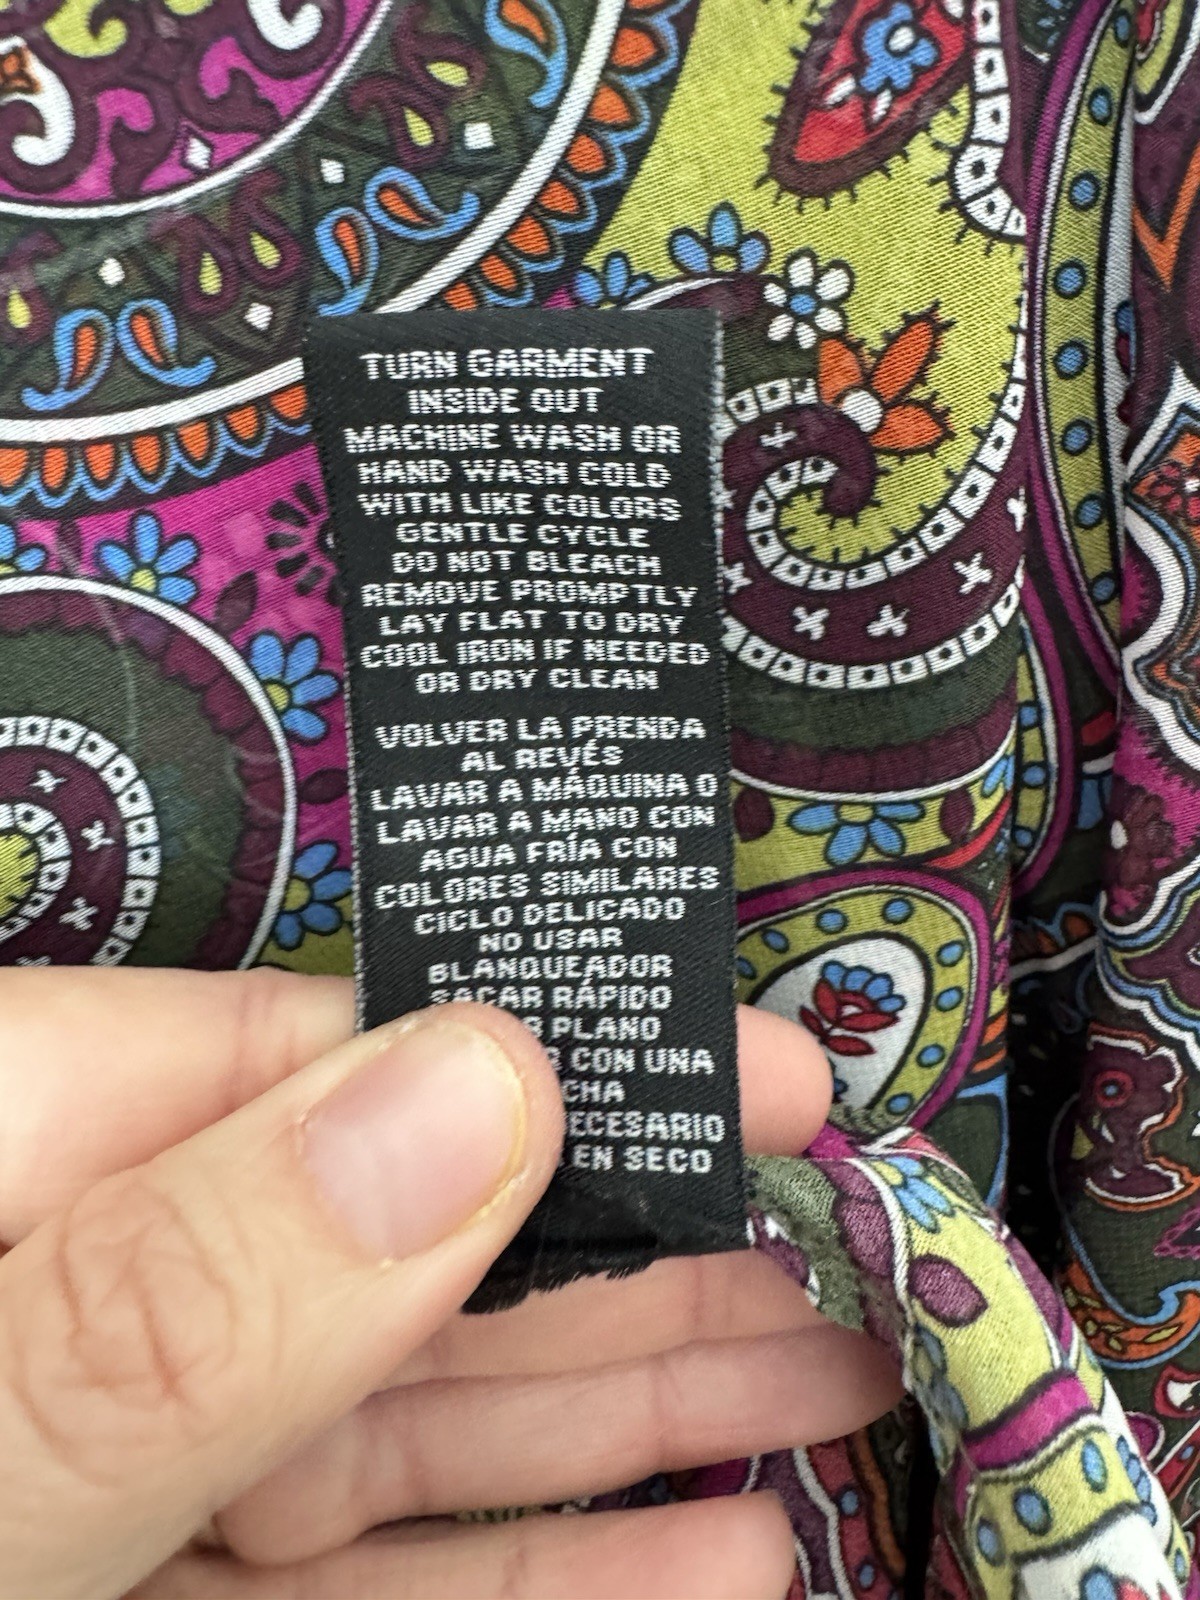 TURN GARMENT
INSIDE OUT
MACHINE WASH OR
HAND WASH COLD
WITH LIKE COLORS
GENTLE CYCLE
DO NOT BLEACH
REMOVE PROMPTLY
LAY FLAT TO DRY
COOL IRON IF NEEDED
OR DRY CLEAN
VOLVER LA PRENDA
AL REVÉS
LAVAR A MÁQUINA O
LAVAR A MANO CON
AGUA FRÍA CON
COLORES SIMILARES
CICLO DELICADO
NO USAR
BLANQUEADOR
SACAR RÁPIDO
PLANO
CON UNA
EN SECO